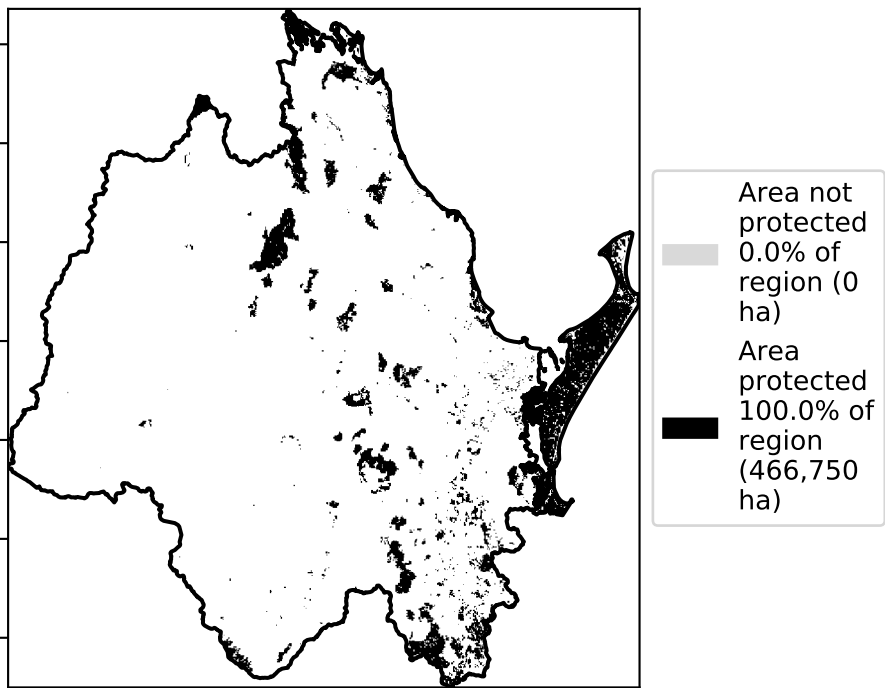 Area not
protected
0.0% of
region (0
ha)
Area
protected
100.0% of
region
(466,750
ha)